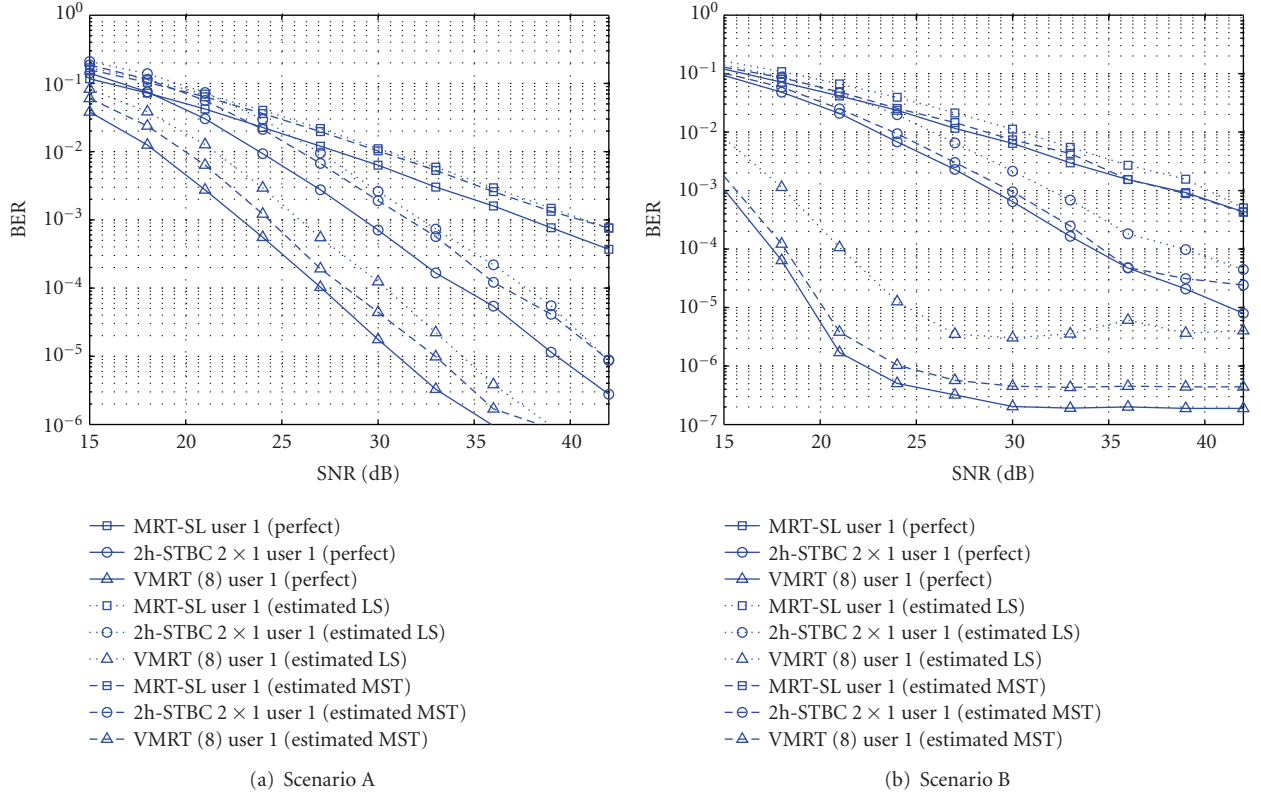 10^0
10^−1
10^−2
10^−3
10^−4
10^−5
10^−6
BER
15 20 25 30 35 40
SNR (dB)
MRT-SL user 1 (perfect)
2h-STBC 2 × 1 user 1 (perfect)
VMRT (8) user 1 (perfect)
MRT-SL user 1 (estimated LS)
2h-STBC 2 × 1 user 1 (estimated LS)
VMRT (8) user 1 (estimated LS)
MRT-SL user 1 (estimated MST)
2h-STBC 2 × 1 user 1 (estimated MST)
VMRT (8) user 1 (estimated MST)
(a) Scenario A
10^0
10^−1
10^−2
10^−3
10^−4
10^−5
10^−6
10^−7
BER
15 20 25 30 35 40
SNR (dB)
MRT-SL user 1 (perfect)
2h-STBC 2 × 1 user 1 (perfect)
VMRT (8) user 1 (perfect)
MRT-SL user 1 (estimated LS)
2h-STBC 2 × 1 user 1 (estimated LS)
VMRT (8) user 1 (estimated LS)
MRT-SL user 1 (estimated MST)
2h-STBC 2 × 1 user 1 (estimated MST)
VMRT (8) user 1 (estimated MST)
(b) Scenario B